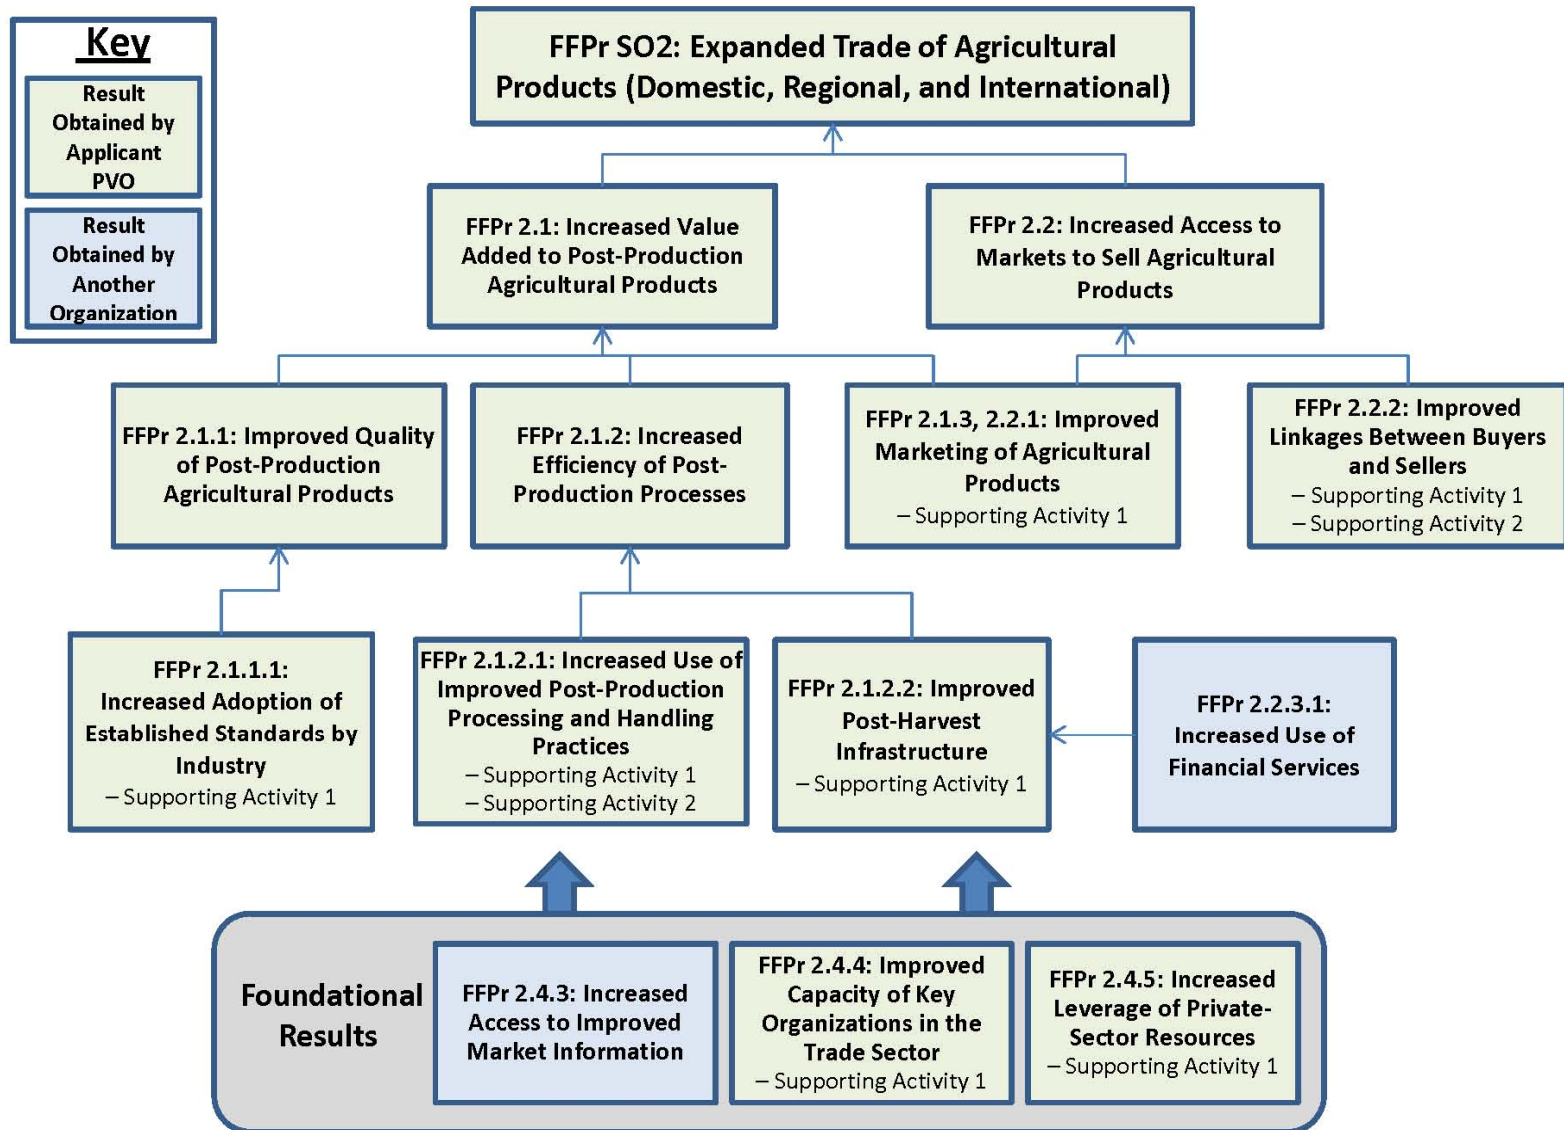 Key
Result
Obtained by
Applicant
PVO
Result
Obtained by
Another
Organization
FFPr SO2: Expanded Trade of Agricultural
Products (Domestic, Regional, and International)
FFPr 2.1: Increased Value
Added to Post-Production
Agricultural Products
FFPr 2.2: Increased Access to
Markets to Sell Agricultural
Products
FFPr 2.1.1: Improved Quality
of Post-Production
Agricultural Products
FFPr 2.1.2: Increased
Efficiency of Post-
Production Processes
FFPr 2.1.3, 2.2.1: Improved
Marketing of Agricultural
Products
– Supporting Activity 1
FFPr 2.2.2: Improved
Linkages Between Buyers
and Sellers
– Supporting Activity 1
– Supporting Activity 2
FFPr 2.1.1.1:
Increased Adoption of
Established Standards by
Industry
– Supporting Activity 1
FFPr 2.1.2.1: Increased Use of
Improved Post-Production
Processing and Handling
Practices
– Supporting Activity 1
– Supporting Activity 2
FFPr 2.1.2.2: Improved
Post-Harvest
Infrastructure
– Supporting Activity 1
FFPr 2.2.3.1:
Increased Use of
Financial Services
Foundational
Results
FFPr 2.4.3: Increased
Access to Improved
Market Information
FFPr 2.4.4: Improved
Capacity of Key
Organizations in the
Trade Sector
– Supporting Activity 1
FFPr 2.4.5: Increased
Leverage of Private-
Sector Resources
– Supporting Activity 1